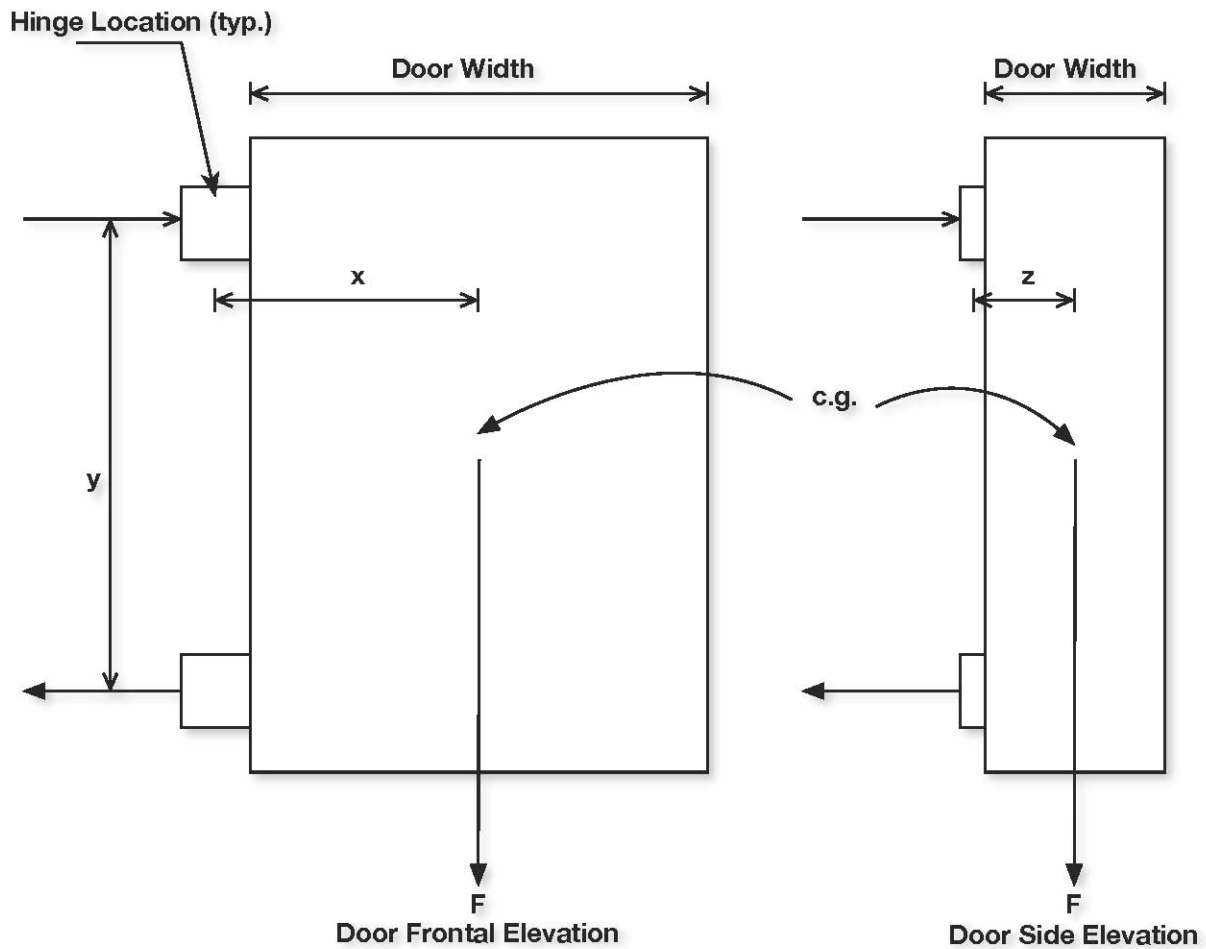 Hinge Location (typ.)
Door Width
Door Width
x
z
c.g.
y
F
F
Door Frontal Elevation
Door Side Elevation